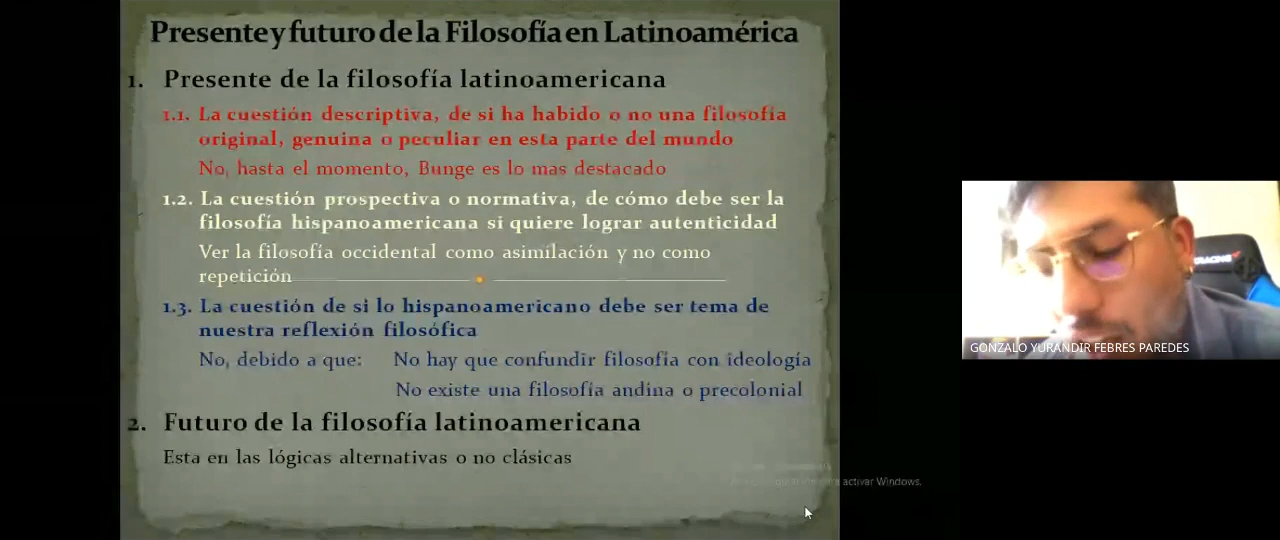 Presente y futuro de la Filosofía en Latinoamérica
1. Presente de la filosofía latinoamericana
1.1. La cuestión descriptiva, de si ha habido o no una filosofía
original, genuina o peculiar en esta parte del mundo
No, hasta el momento, Bunge es lo mas destacado
1.2. La cuestión prospectiva o normativa, de cómo debe ser la
filosofía hispanoamericana si quiere lograr autenticidad
Ver la filosofía occidental como asimilación y no como
repetición
1.3. La cuestión de si lo hispanoamericano debe ser tema de
nuestra reflexión filosófica
No, debido a que: No hay que confundir filosofía con ideología
No existe una filosofía andina o precolonial
2. Futuro de la filosofía latinoamericana
Esta en las lógicas alternativas o no clásicas
activar Windows.
RACING
GONZALO YURANDIR FEBRES PAREDES